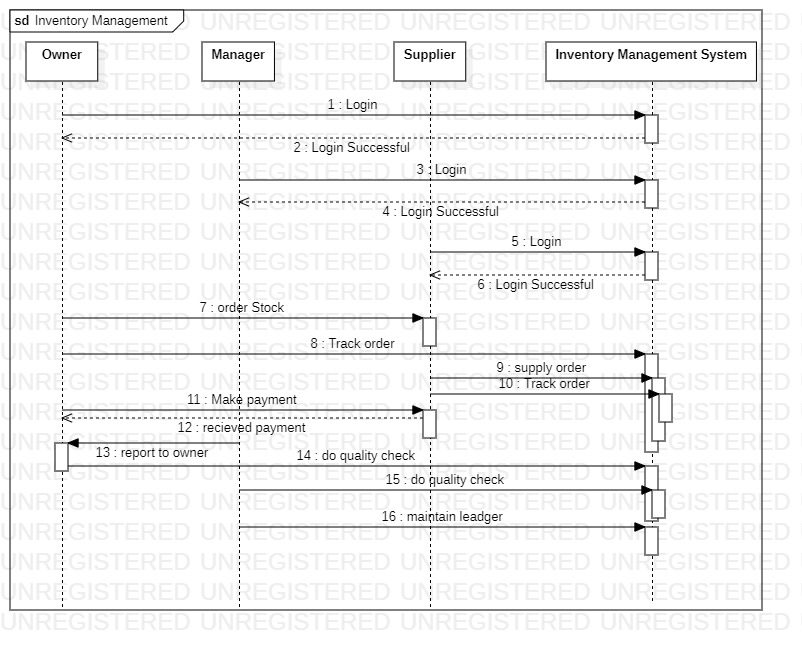 sd Inventory Management
Owner
Manager
Supplier
Inventory Management System
1 : Login
2 : Login Successful
3 : Login
4 : Login Successful
5 : Login
6 : Login Successful
7 : order Stock
8 : Track order
9 : supply order
10 : Track order
11 : Make payment
12 : recieved payment
13 : report to owner
14 : do quality check
15 : do quality check
16 : maintain leadger
UNREGISTERED